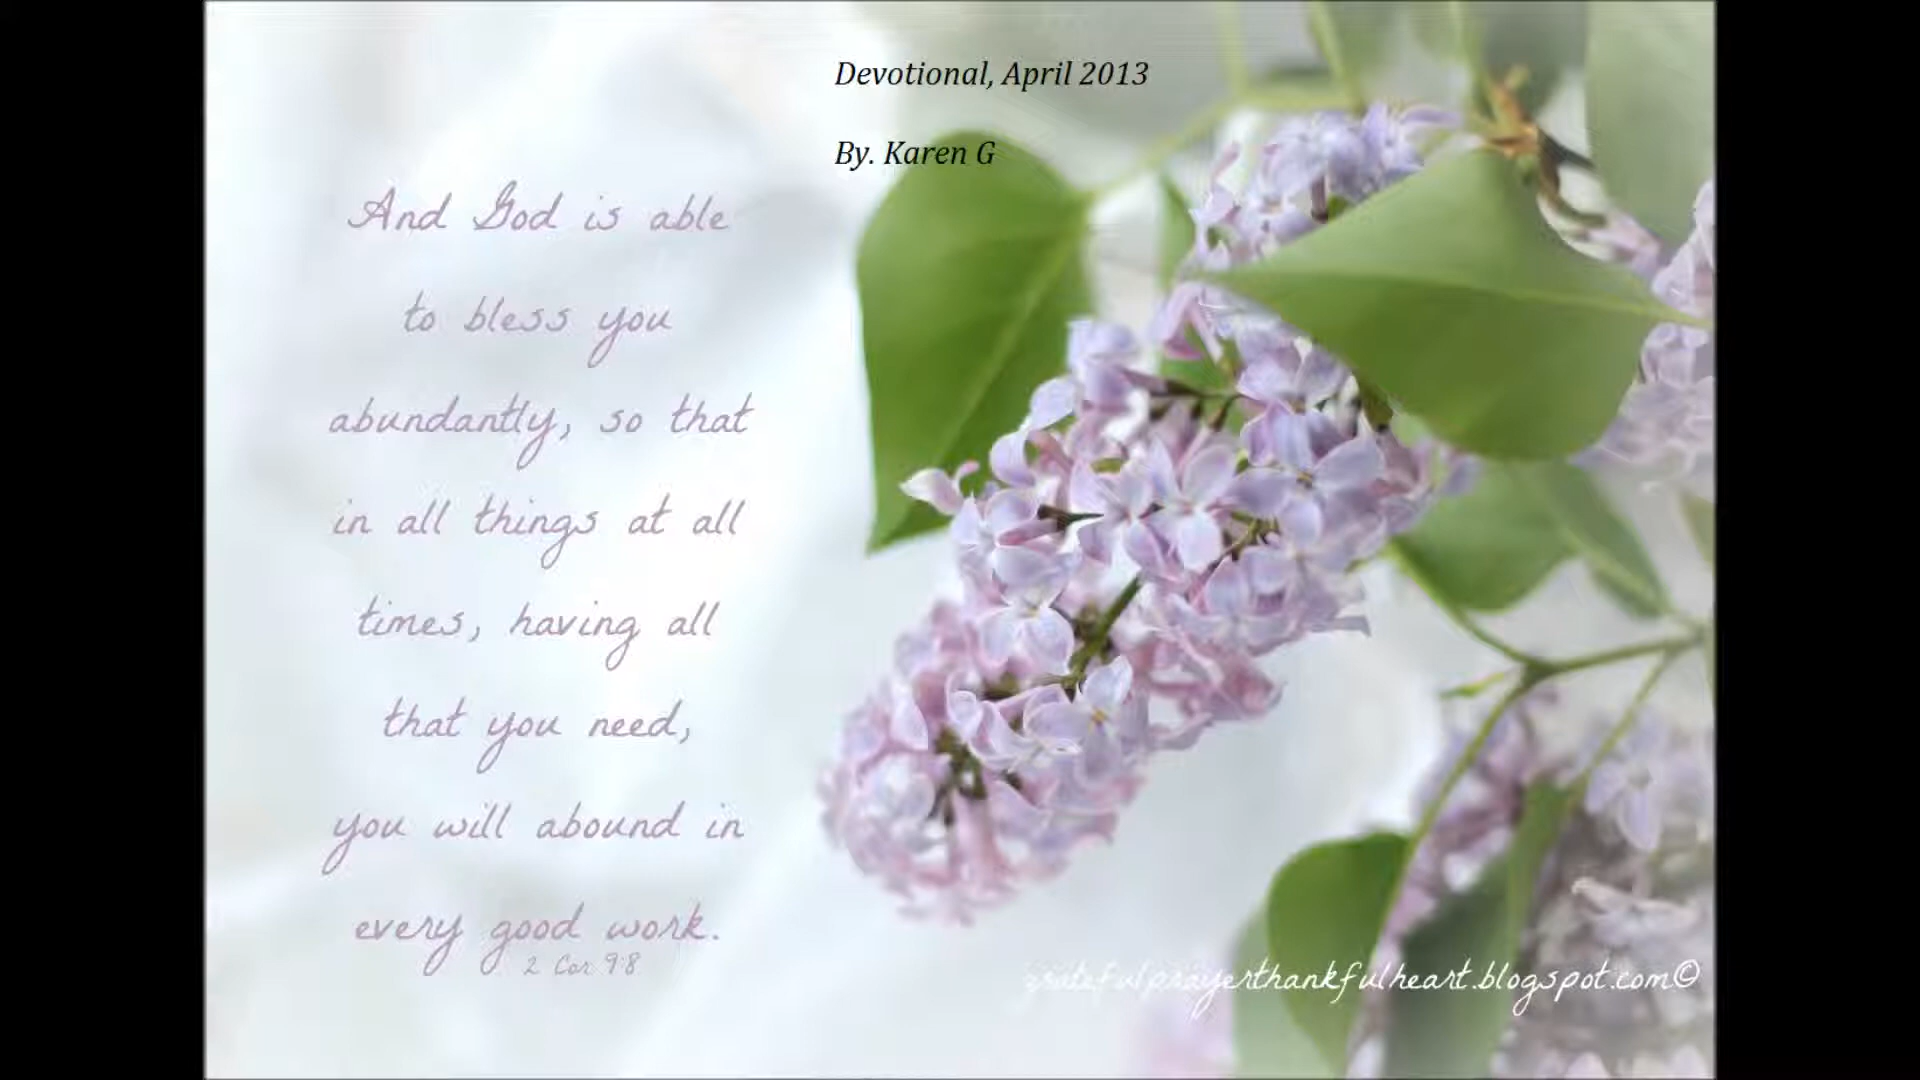 Devotional, April 2013
By. Karen G
And God is able
to bless you
abundantly, so that
in all things at all
times, having all
that you need,
you will abound in
every good work.
2 Cor 9:8
gratefulprayerthankfulheart.blogspot.com©